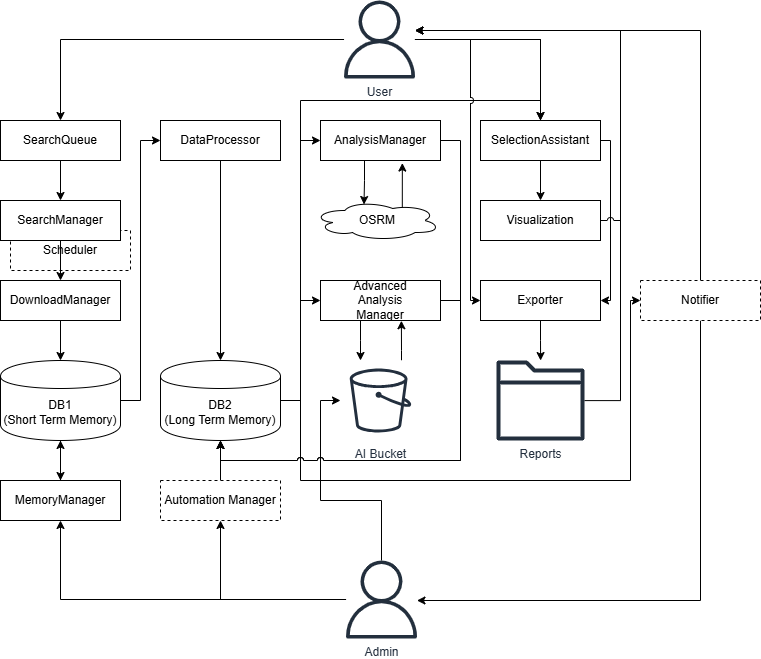 User
SearchQueue
DataProcessor
AnalysisManager
SelectionAssistant
SearchManager
OSRM
Visualization
Scheduler
DownloadManager
Advanced
Analysis
Manager
Exporter
Notifier
DB1
(Short Term Memory)
DB2
(Long Term Memory)
AI Bucket
Reports
MemoryManager
Automation Manager
Admin